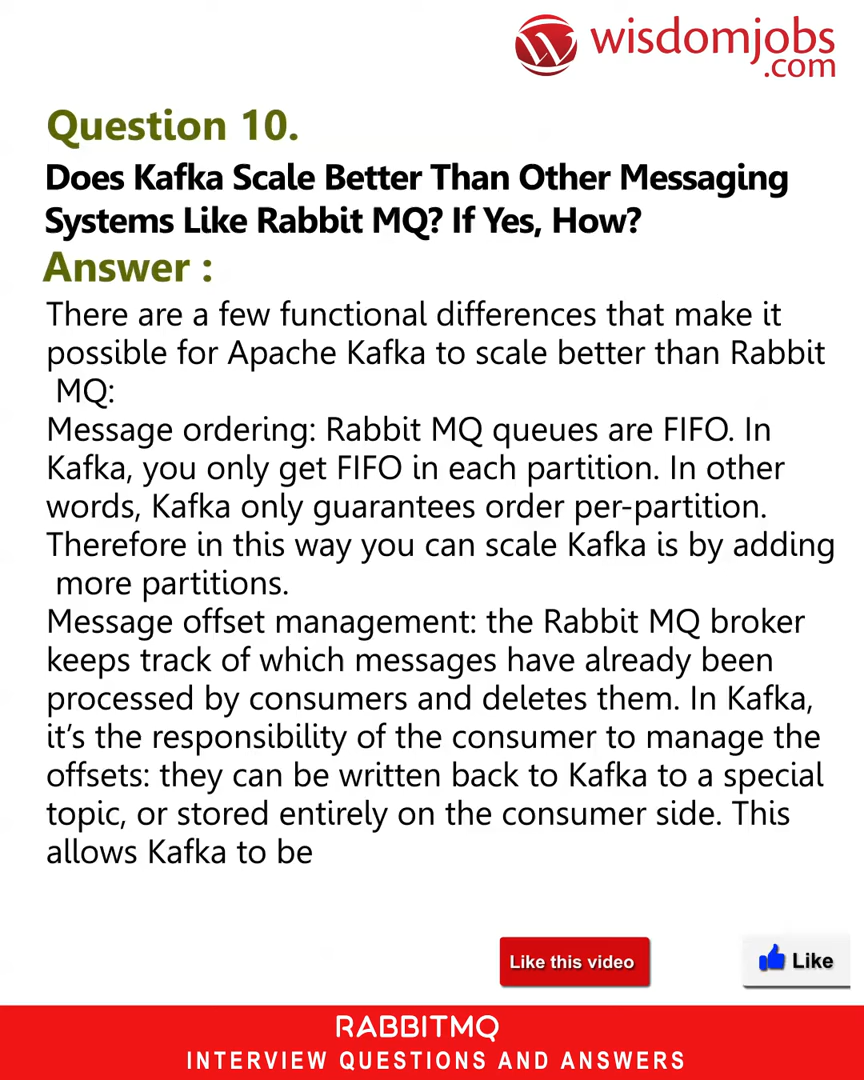 wisdomjobs
.com
Question 10.
Does Kafka Scale Better Than Other Messaging
Systems Like Rabbit MQ? If Yes, How?
Answer :
There are a few functional differences that make it
possible for Apache Kafka to scale better than Rabbit
MQ:
Message ordering: Rabbit MQ queues are FIFO. In
Kafka, you only get FIFO in each partition. In other
words, Kafka only guarantees order per-partition.
Therefore in this way you can scale Kafka is by adding
more partitions.
Message offset management: the Rabbit MQ broker
keeps track of which messages have already been
processed by consumers and deletes them. In Kafka,
it’s the responsibility of the consumer to manage the
offsets: they can be written back to Kafka to a special
topic, or stored entirely on the consumer side. This
allows Kafka to be
Like this video
Like
RABBITMQ
INTERVIEW QUESTIONS AND ANSWERS